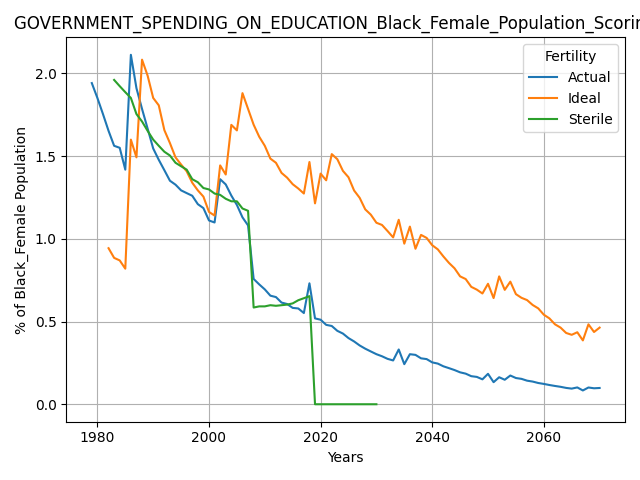 GOVERNMENT_SPENDING_ON_EDUCATION_Black_Female_Population_Scorin
Fertility
Actual
Ideal
Sterile
% of Black_Female Population
2.0
1.5
1.0
0.5
0.0
1980 2000 2020 2040 2060
Years